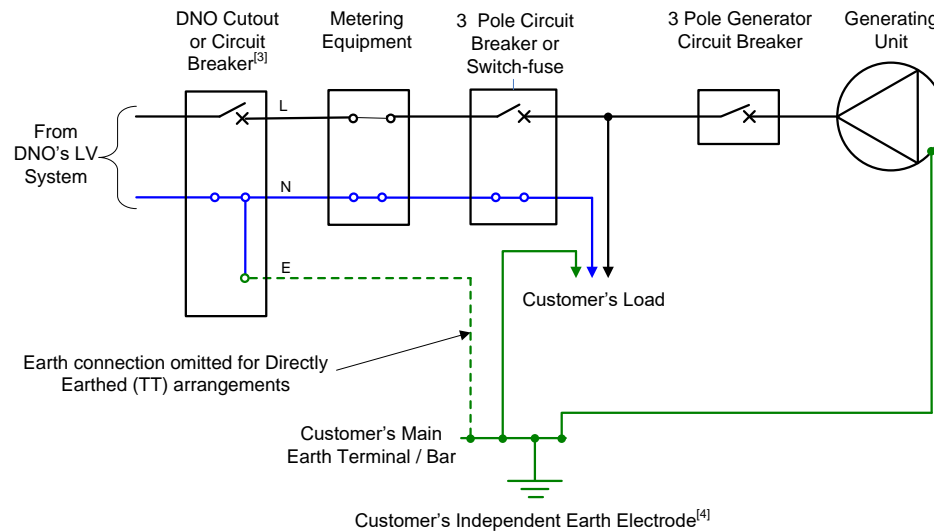 DNO Cutout
or Circuit
Breaker[3]
Metering
Equipment
3 Pole Circuit
Breaker or
Switch-fuse
3 Pole Generator
Circuit Breaker
Generating
Unit
L
From
DNO's LV
System
N
E
Customer's Load
Earth connection omitted for Directly
Earthed (TT) arrangements
Customer's Main
Earth Terminal / Bar
Customer's Independent Earth Electrode[4]